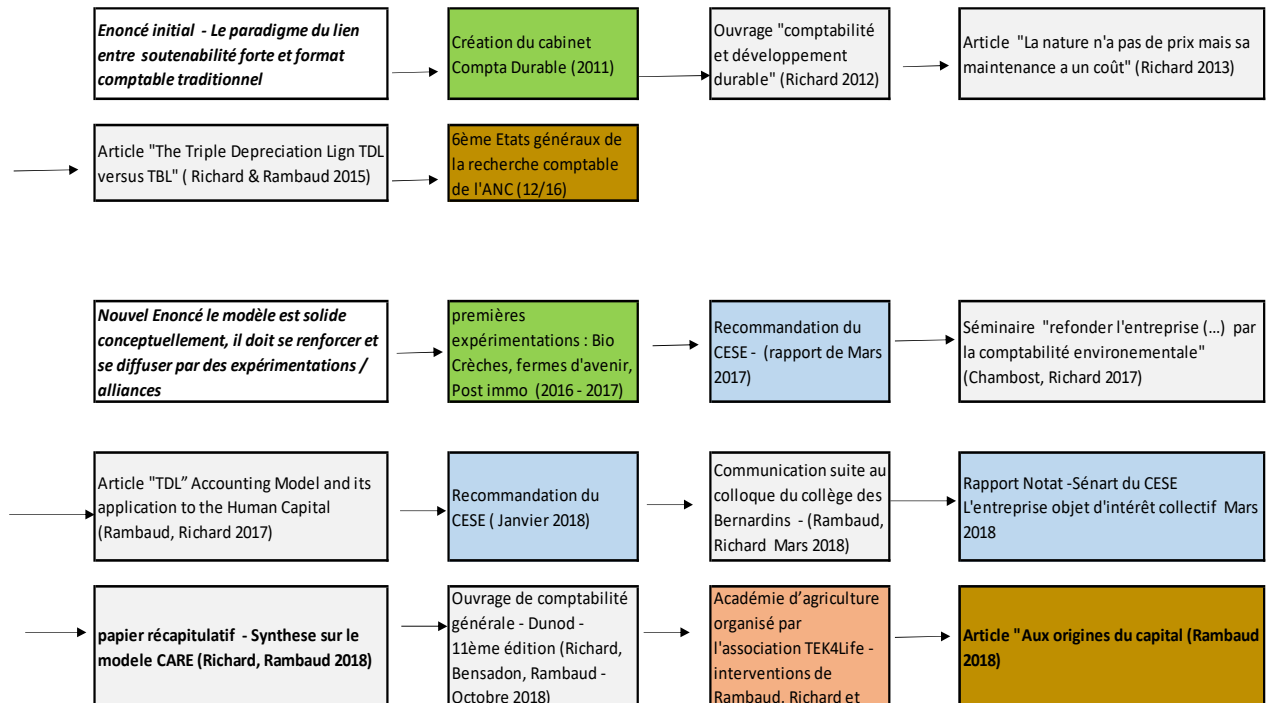 Enoncé initial - Le paradigme du lien
entre soutenabilité forte et format
comptable traditionnel
Création du cabinet
Compta Durable (2011)
Ouvrage "comptabilité
et développement
durable" (Richard 2012)
Article "La nature n'a pas de prix mais sa
maintenance a un coût" (Richard 2013)
Article "The Triple Depreciation Lign TDL
versus TBL" ( Richard & Rambaud 2015)
6ème Etats généraux de
la recherche comptable
de l'ANC (12/16)
Nouvel Enoncé le modèle est solide
conceptuellement, il doit se renforcer et
se diffuser par des expérimentations /
alliances
premières
expérimentations : Bio
Crèches, fermes d'avenir,
Post immo (2016 - 2017)
Recommandation du
CESE - (rapport de Mars
2017)
Séminaire "refonder l'entreprise (...) par
la comptabilité environementale"
(Chambost, Richard 2017)
Article "TDL” Accounting Model and its
application to the Human Capital
(Rambaud, Richard 2017)
Recommandation du
CESE ( Janvier 2018)
Communication suite au
colloque du collège des
Bernardins - (Rambaud,
Richard Mars 2018)
Rapport Notat -Sénart du CESE
L'entreprise objet d'intérêt collectif Mars
2018
papier récapitulatif - Synthese sur le
modele CARE (Richard, Rambaud 2018)
Ouvrage de comptabilité
générale - Dunod -
11ème édition (Richard,
Bensadon, Rambaud -
Octobre 2018)
Académie d’agriculture
organisé par
l'association TEK4Life -
interventions de
Rambaud, Richard et
Article "Aux origines du capital (Rambaud
2018)